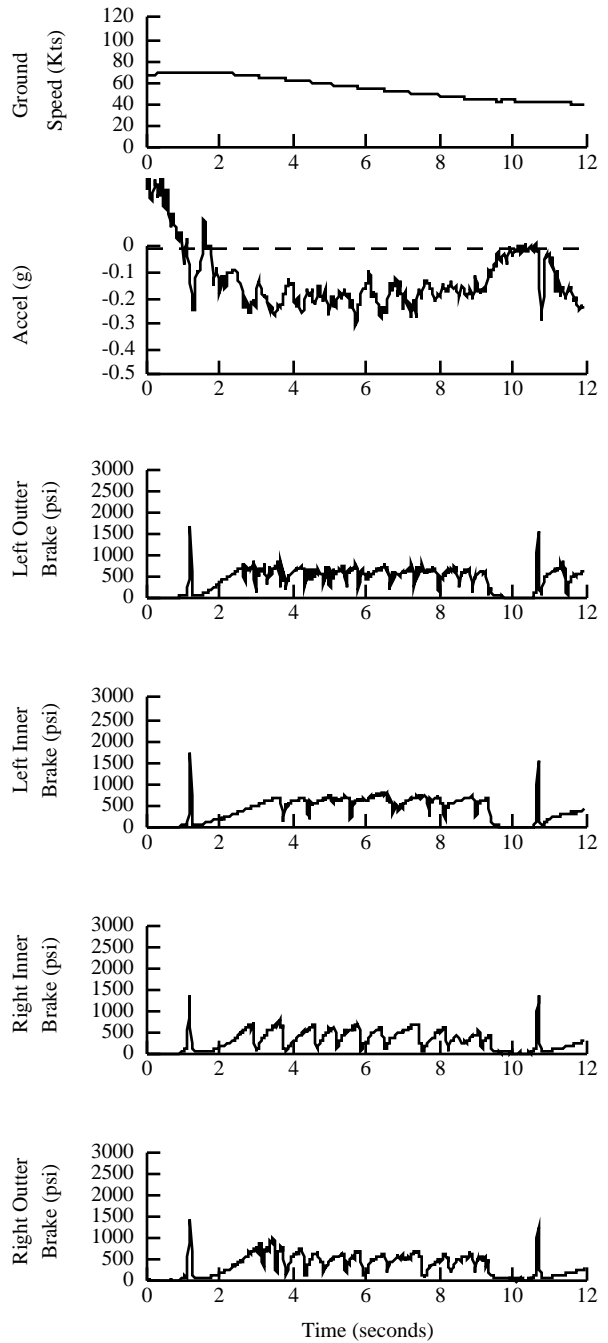 Ground
Speed (Kts)
120
100
80
60
40
20
0
0 2 4 6 8 10 12
Accel (g)
0
-0.1
-0.2
-0.3
-0.4
-0.5
0 2 4 6 8 10 12
Left Outter
Brake (psi)
3000
2500
2000
1500
1000
500
0
0 2 4 6 8 10 12
Left Inner
Brake (psi)
3000
2500
2000
1500
1000
500
0
0 2 4 6 8 10 12
Right Inner
Brake (psi)
3000
2500
2000
1500
1000
500
0
0 2 4 6 8 10 12
Right Outter
Brake (psi)
3000
2500
2000
1500
1000
500
0
0 2 4 6 8 10 12
Time (seconds)